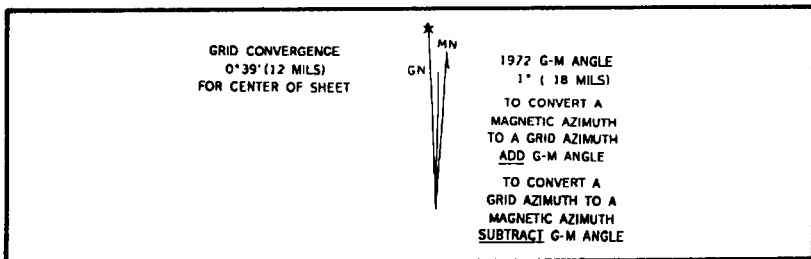 GRID CONVERGENCE
0°39' (12 MILS)
FOR CENTER OF SHEET
GN
MN
1972 G-M ANGLE
1° ( 18 MILS)
TO CONVERT A
MAGNETIC AZIMUTH
TO A GRID AZIMUTH
ADD G-M ANGLE
TO CONVERT A
GRID AZIMUTH TO A
MAGNETIC AZIMUTH
SUBTRACT G-M ANGLE